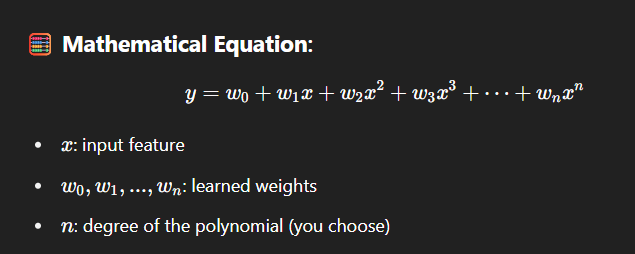 🧮 Mathematical Equation:
y = w₀ + w₁x + w₂x² + w₃x³ + ⋯ + wₙxⁿ
• x: input feature
• w₀, w₁, ..., wₙ: learned weights
• n: degree of the polynomial (you choose)